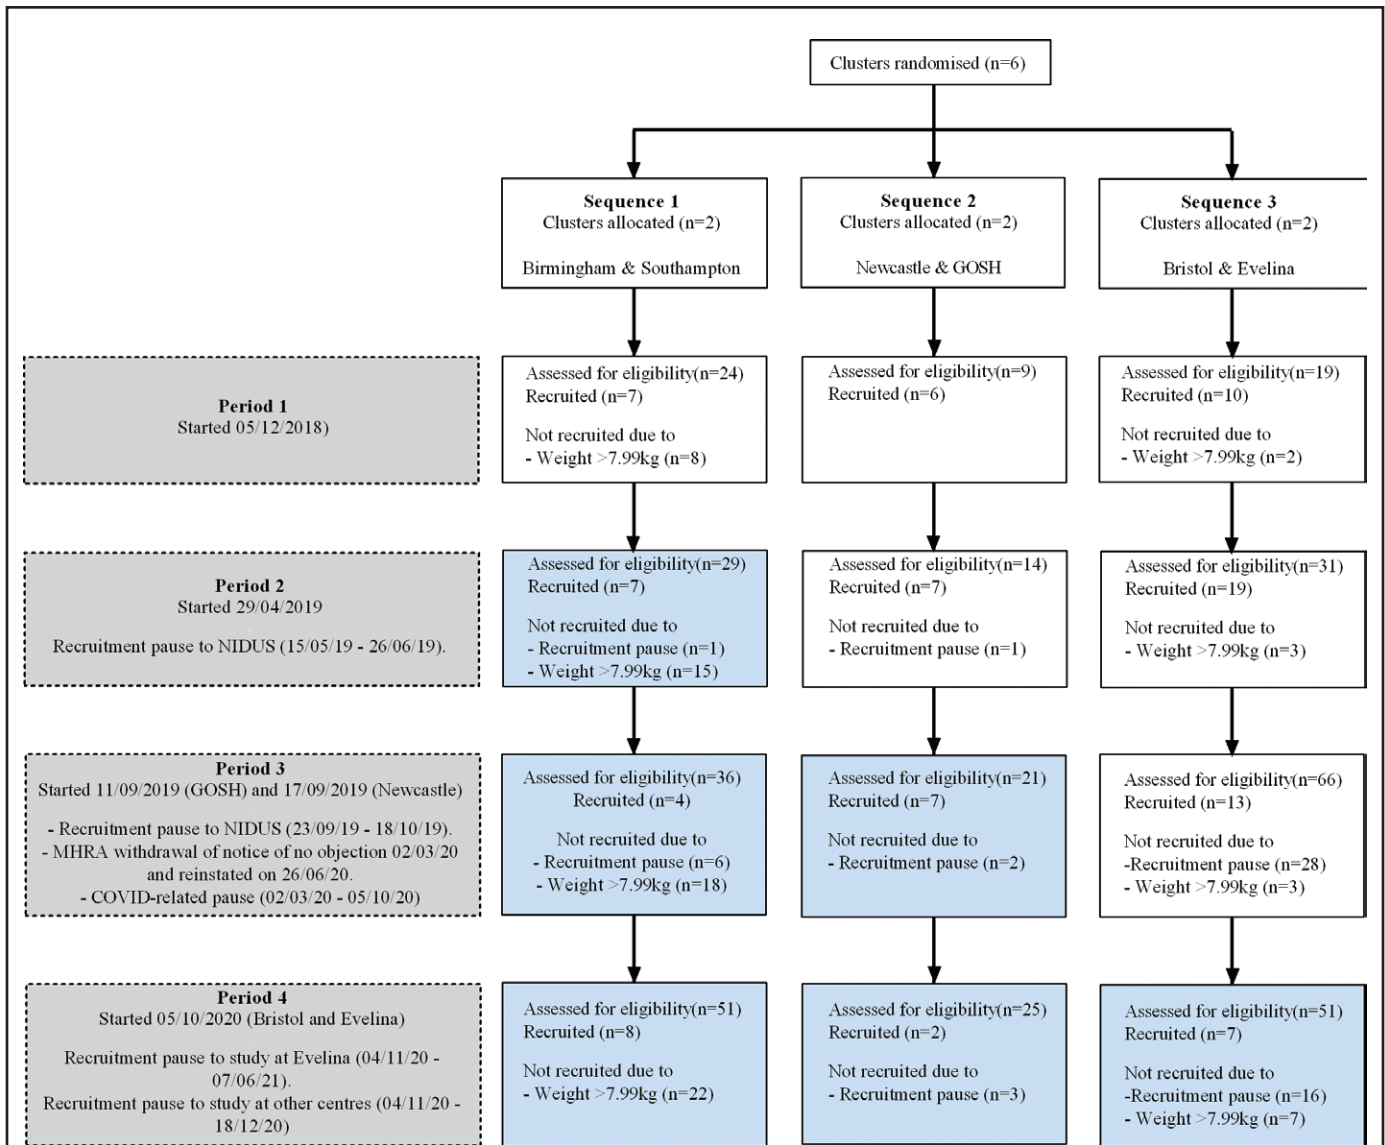 Clusters randomised (n=6)
Sequence 1
Clusters allocated (n=2)
Birmingham & Southampton
Sequence 2
Clusters allocated (n=2)
Newcastle & GOSH
Sequence 3
Clusters allocated (n=2)
Bristol & Evelina
Period 1
Started 05/12/2018)
Assessed for eligibility(n=24)
Recruited (n=7)
Not recruited due to
- Weight >7.99kg (n=8)
Assessed for eligibility(n=9)
Recruited (n=6)
Assessed for eligibility(n=19)
Recruited (n=10)
Not recruited due to
- Weight >7.99kg (n=2)
Period 2
Started 29/04/2019
Recruitment pause to NIDUS (15/05/19 - 26/06/19).
Assessed for eligibility(n=29)
Recruited (n=7)
Not recruited due to
- Recruitment pause (n=1)
- Weight >7.99kg (n=15)
Assessed for eligibility(n=14)
Recruited (n=7)
Not recruited due to
- Recruitment pause (n=1)
Assessed for eligibility(n=31)
Recruited (n=19)
Not recruited due to
- Weight >7.99kg (n=3)
Period 3
Started 11/09/2019 (GOSH) and 17/09/2019 (Newcastle)
- Recruitment pause to NIDUS (23/09/19 - 18/10/19).
- MHRA withdrawal of notice of no objection 02/03/20
and reinstated on 26/06/20.
- COVID-related pause (02/03/20 - 05/10/20)
Assessed for eligibility(n=36)
Recruited (n=4)
Not recruited due to
- Recruitment pause (n=6)
- Weight >7.99kg (n=18)
Assessed for eligibility(n=21)
Recruited (n=7)
Not recruited due to
- Recruitment pause (n=2)
Assessed for eligibility(n=66)
Recruited (n=13)
Not recruited due to
-Recruitment pause (n=28)
- Weight >7.99kg (n=3)
Period 4
Started 05/10/2020 (Bristol and Evelina)
Recruitment pause to study at Evelina (04/11/20 -
07/06/21).
Recruitment pause to study at other centres (04/11/20 -
18/12/20)
Assessed for eligibility(n=51)
Recruited (n=8)
Not recruited due to
- Weight >7.99kg (n=22)
Assessed for eligibility(n=25)
Recruited (n=2)
Not recruited due to
- Recruitment pause (n=3)
Assessed for eligibility(n=51)
Recruited (n=7)
Not recruited due to
-Recruitment pause (n=16)
- Weight >7.99kg (n=7)